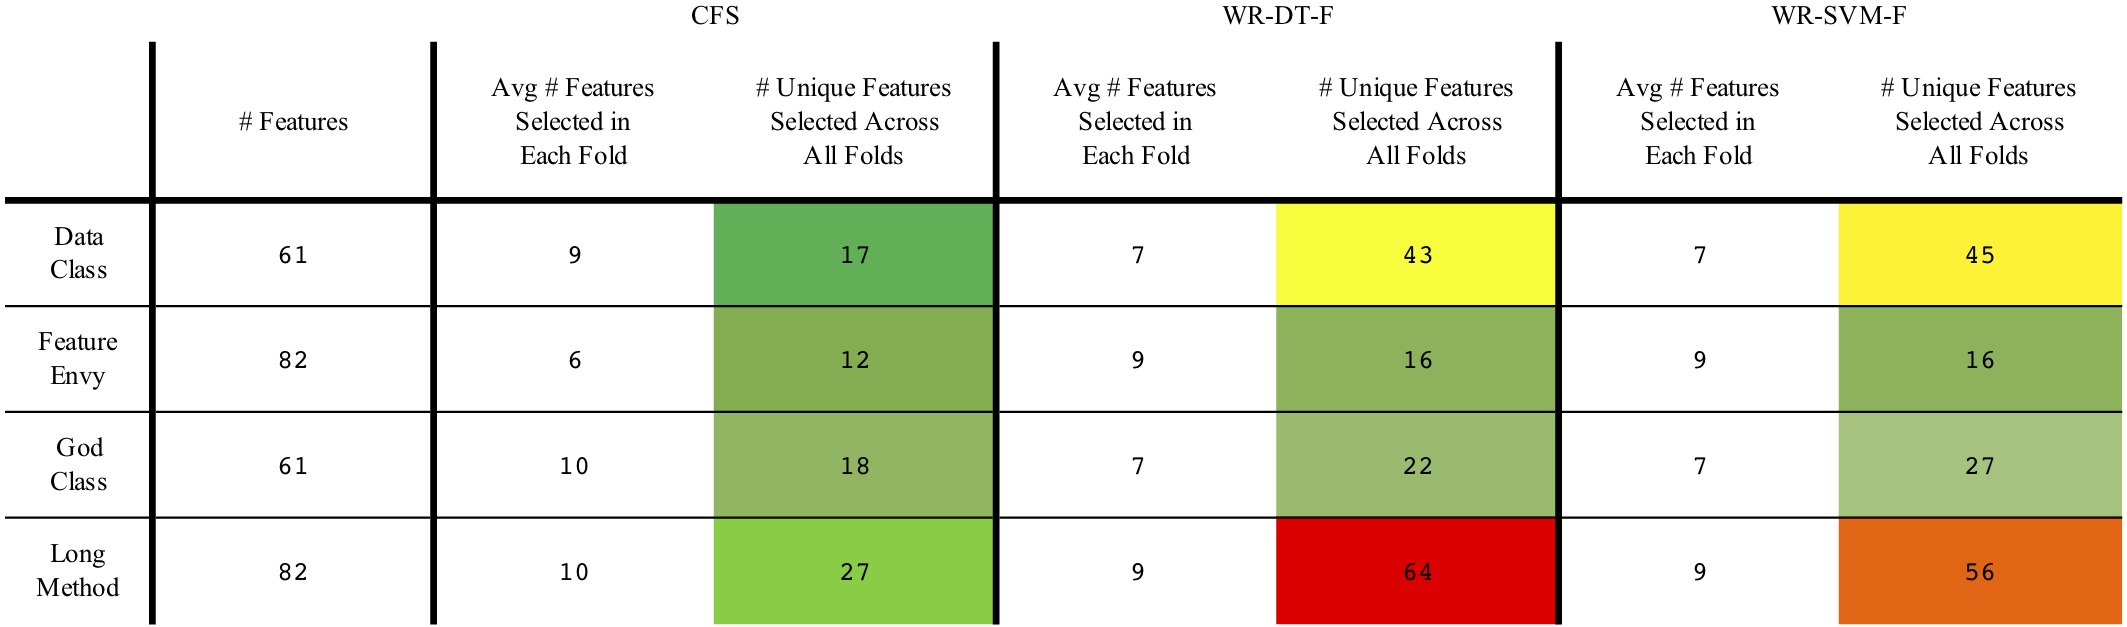 CFS WR-DT-F WR-SVM-F
# Features
Avg # Features
Selected in
Each Fold
# Unique Features
Selected Across
All Folds
Avg # Features
Selected in
Each Fold
# Unique Features
Selected Across
All Folds
Avg # Features
Selected in
Each Fold
# Unique Features
Selected Across
All Folds
Data
Class
61 9 17 7 43 7 45
Feature
Envy
82 6 12 9 16 9 16
God
Class
61 10 18 7 22 7 27
Long
Method
82 10 27 9 64 9 56